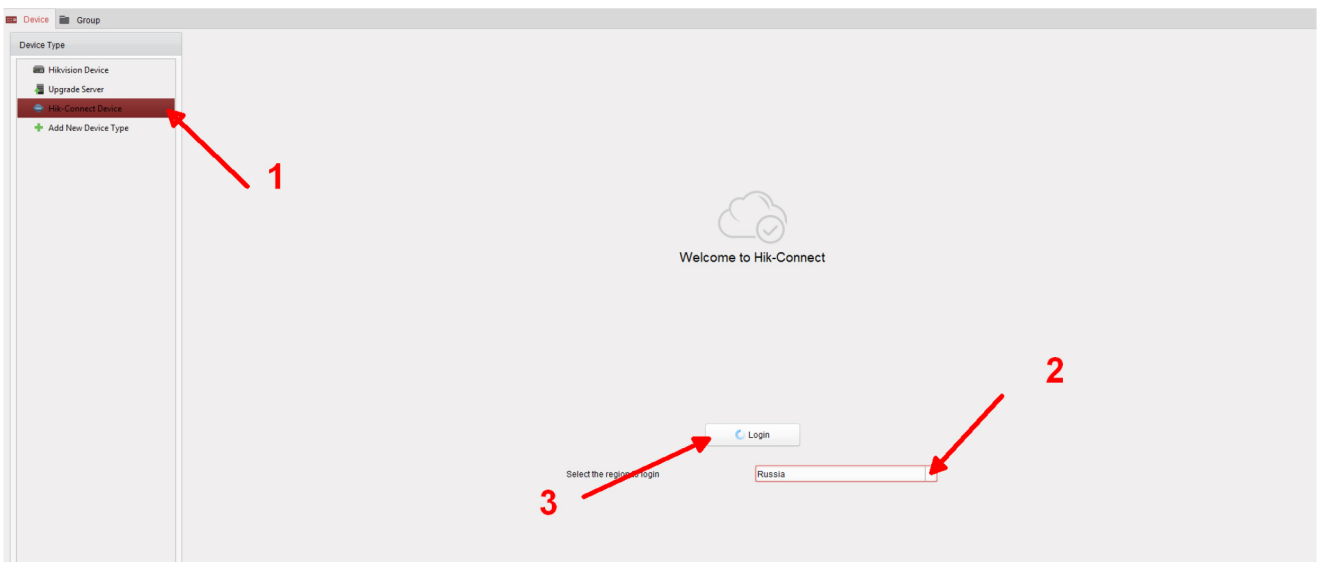 Device Group
Device Type
Hikvision Device
Upgrade Server
Hik-Connect Device
Add New Device Type
1
Welcome to Hik-Connect
2
Login
Select the region to login
Russia
3